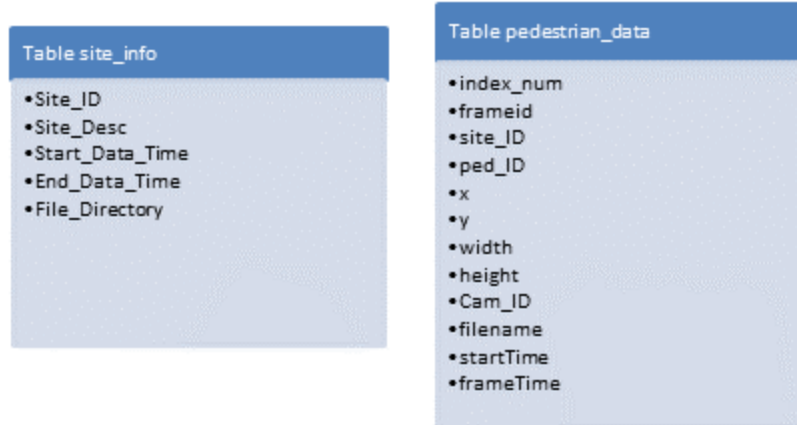 Table site_info
•Site_ID
•Site_Desc
•Start_Data_Time
•End_Data_Time
•File_Directory
Table pedestrian_data
•index_num
•frameid
•site_ID
•ped_ID
•x
•y
•width
•height
•Cam_ID
•filename
•startTime
•frameTime